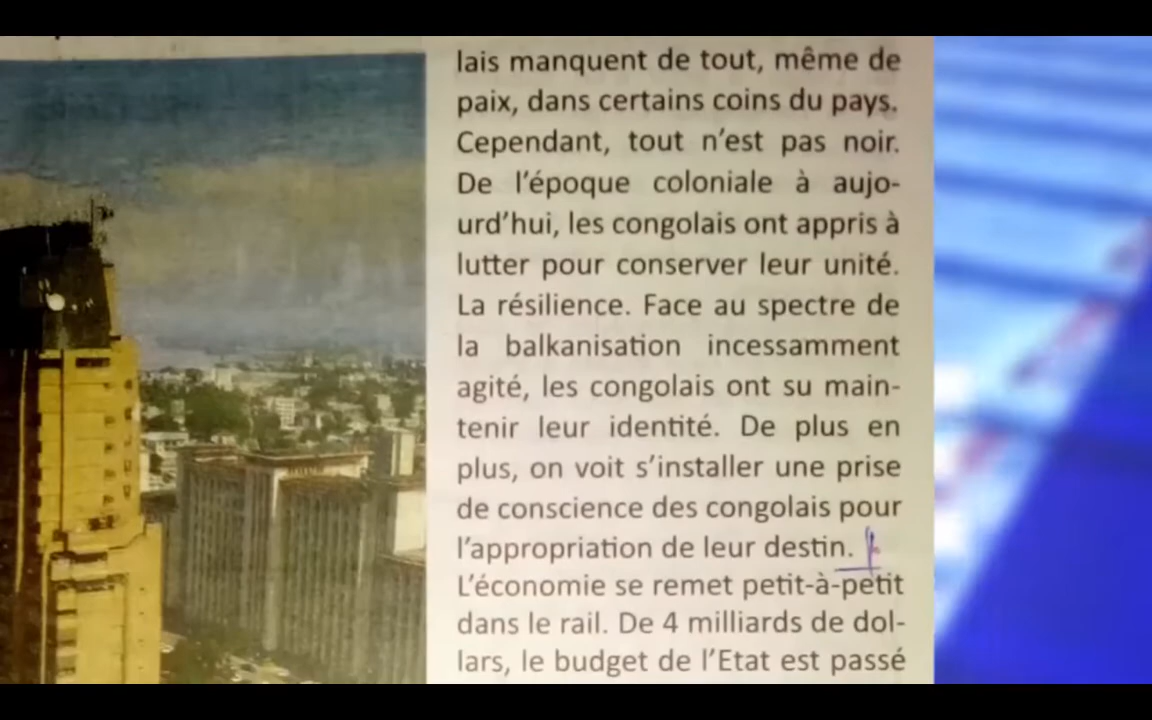 lais manquent de tout, même de
paix, dans certains coins du pays.
Cependant, tout n'est pas noir.
De l'époque coloniale à aujo-
urd'hui, les congolais ont appris à
lutter pour conserver leur unité.
La résilience. Face au spectre de
la balkanisation incessamment
agité, les congolais ont su main-
tenir leur identité. De plus en
plus, on voit s'installer une prise
de conscience des congolais pour
l'appropriation de leur destin.
L'économie se remet petit-à-petit
dans le rail. De 4 milliards de dol-
lars, le budget de l'Etat est passé